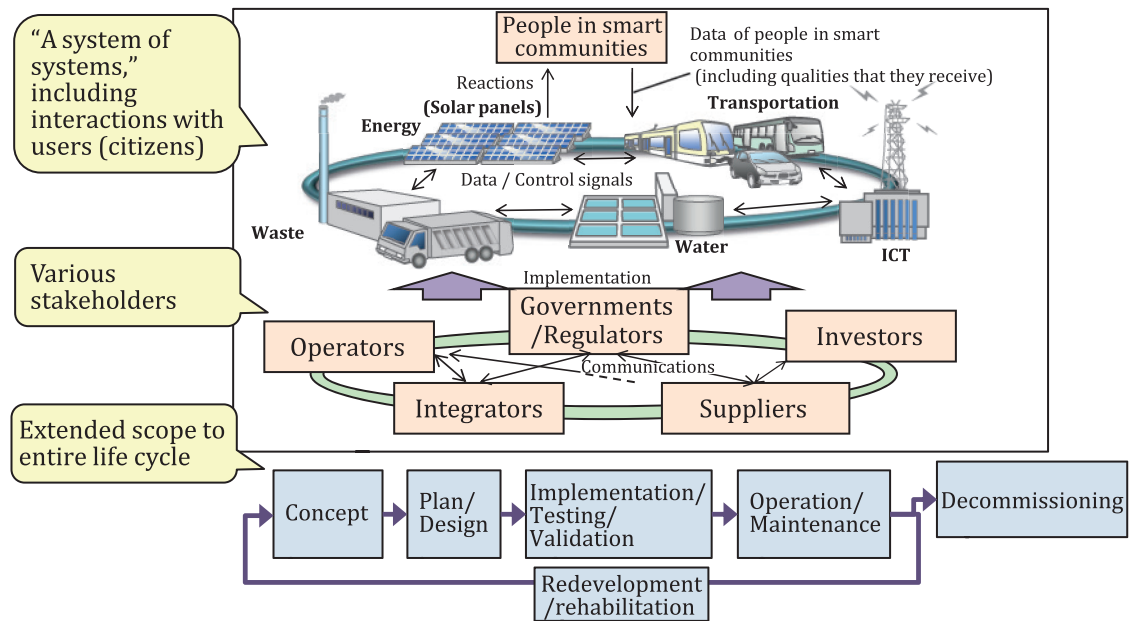 “A system of
systems,”
including
interactions with
users (citizens)
People in smart
communities
Data of people in smart
communities
(including qualities that they receive)
Reactions
(Solar panels)
Energy
Transportation
Data / Control signals
Waste
Water
ICT
Various
stakeholders
Implementation
Governments
/Regulators
Operators
Investors
Communications
Integrators
Suppliers
Extended scope to
entire life cycle
Concept
Plan/
Design
Implementation/
Testing/
Validation
Operation/
Maintenance
Decommissioning
Redevelopment
/rehabilitation